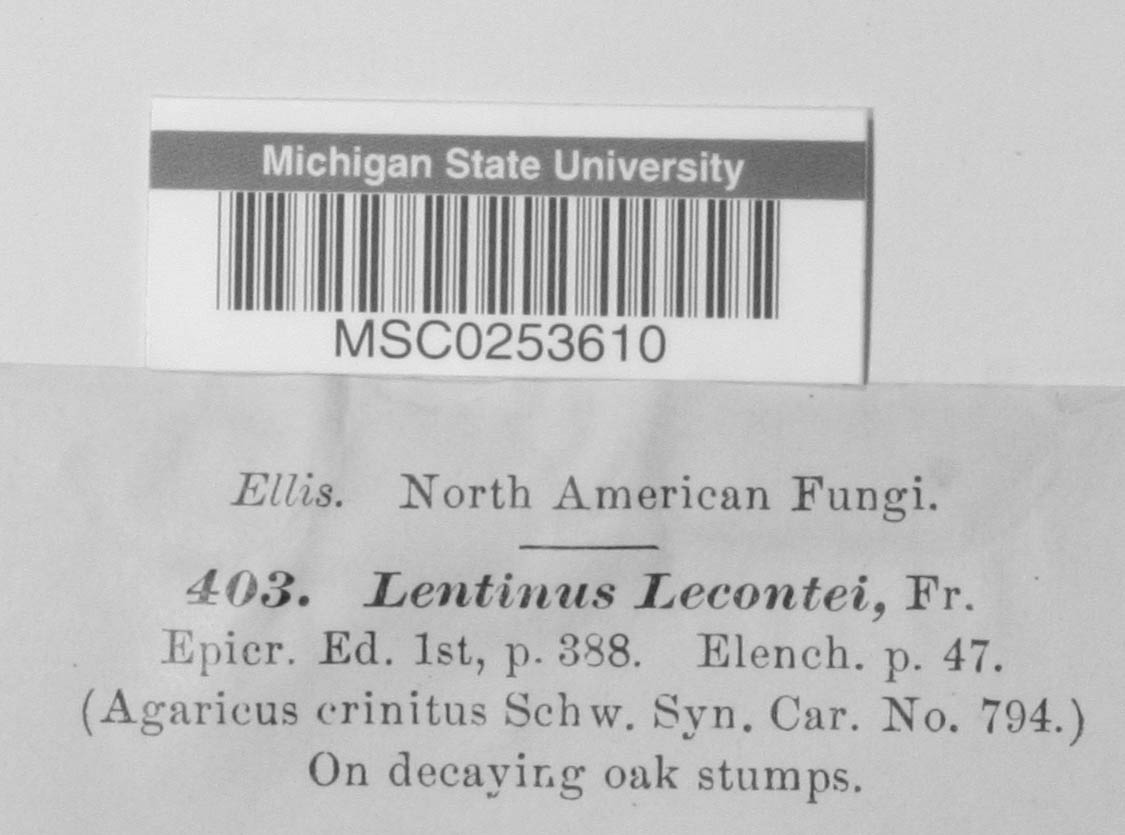 Michigan State University
MSC0253610
Ellis. North American Fungi.
403. Lentinus Lecontei, Fr.
Epicr. Ed. 1st, p. 388. Elench. p. 47.
(Agaricus crinitus Schw. Syn. Car. No. 794.)
On decaying oak stumps.